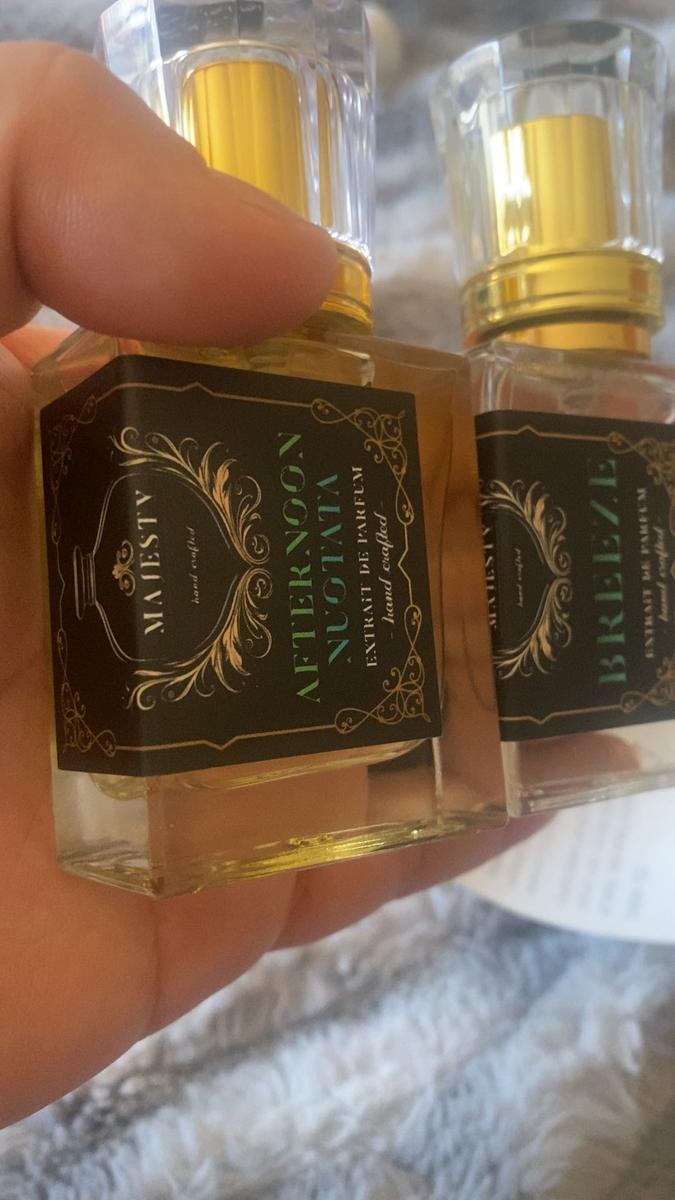 MAJESTY
hand crafted
AFTERNOON
NUOTATA
EXTRAIT DE PARFUM
- hand crafted -
MAJESTY
hand crafted
BREEZE
EXTRAIT DE PARFUM
- hand crafted